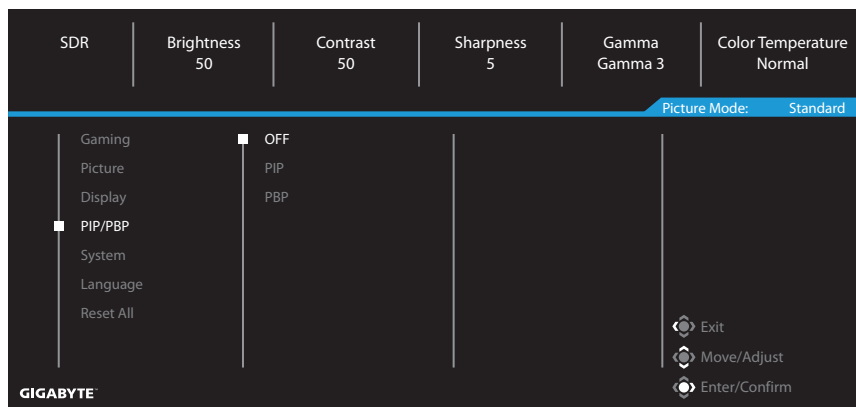 SDR Brightness Contrast Sharpness Gamma Color Temperature
50 50 5 Gamma 3 Normal
Picture Mode: Standard
Gaming OFF
Picture PIP
Display PBP
PIP/PBP
System
Language
Reset All
Exit
Move/Adjust
Enter/Confirm
GIGABYTE™